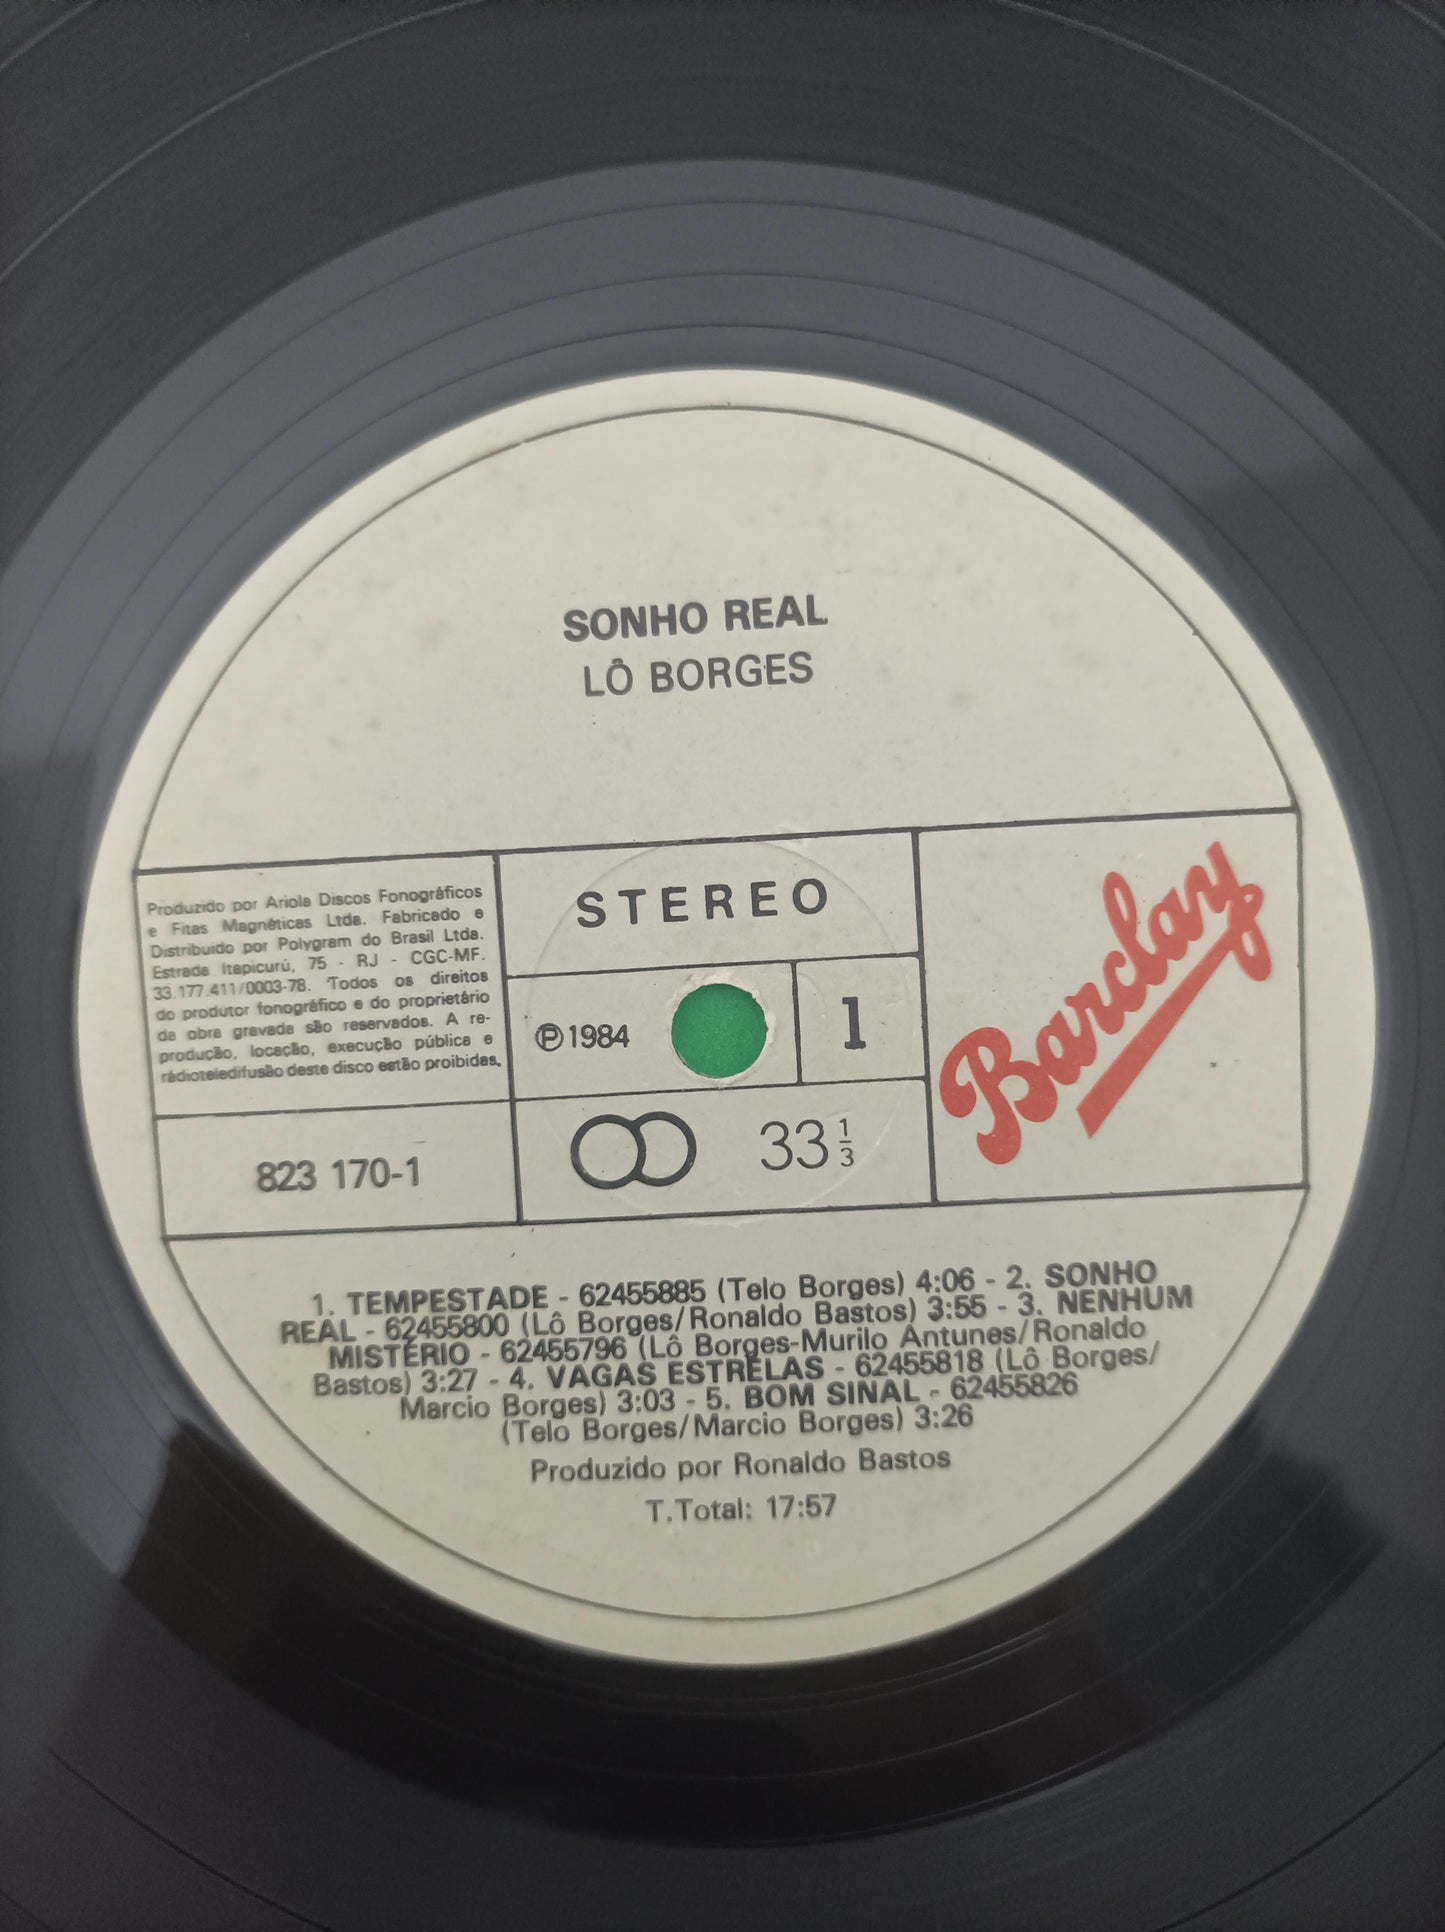 SONHO REAL
LÔ BORGES
Produzido por Ariola Discos Fonográficos
e Fitas Magnéticas Ltda. Fabricado e
Distribuido por Polygram do Brasil Ltda.
Estrada Itapicurú, 75 - RJ - CGC-MF.
33.177.411/0003-78. Todos os direitos
do produtor fonográfico e do proprietário
da obra gravada são reservados. A re-
produção, locação, execução pública e
rádioteledifusão deste disco estão proibidas.
823 170-1
STEREO
℗1984
1
33 1/3
Barclay
1. TEMPESTADE - 62455885 (Telo Borges) 4:06 - 2. SONHO
REAL - 62455800 (Lô Borges/Ronaldo Bastos) 3:55 - 3. NENHUM
MISTÉRIO - 62455796 (Lô Borges-Murilo Antunes/Ronaldo
Bastos) 3:27 - 4. VAGAS ESTRELAS - 62455818 (Lô Borges/
Marcio Borges) 3:03 - 5. BOM SINAL - 62455826
(Telo Borges/Marcio Borges) 3:26
Produzido por Ronaldo Bastos
T.Total: 17:57